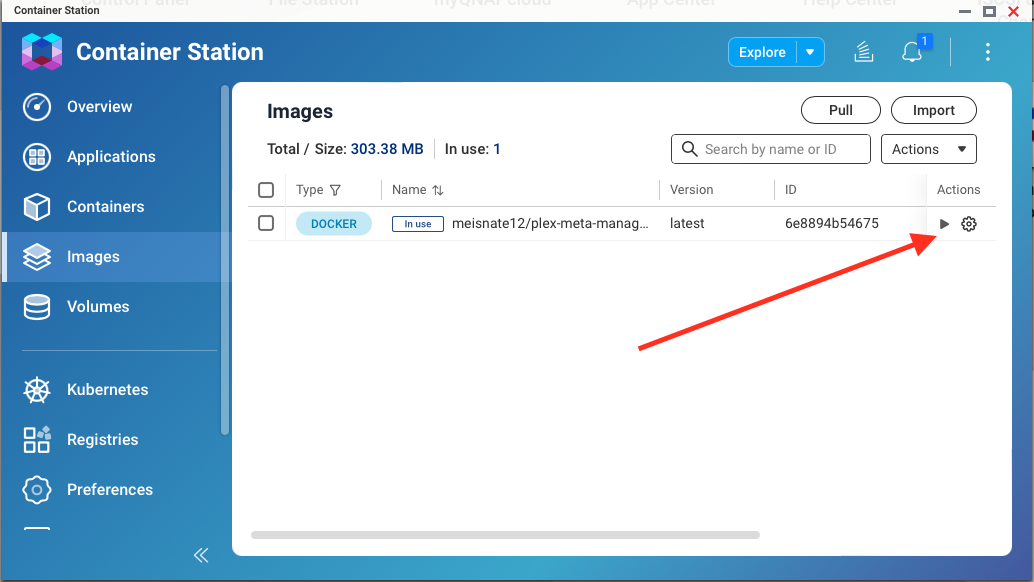 Container Station
Container Station
Explore
1
Overview
Applications
Containers
Images
Volumes
Kubernetes
Registries
Preferences
Images
Pull
Import
Total / Size: 303.38 MB
In use: 1
Search by name or ID
Actions
Type
Name
Version
ID
Actions
DOCKER
In use
meisnate12/plex-meta-manag...
latest
6e8894b54675